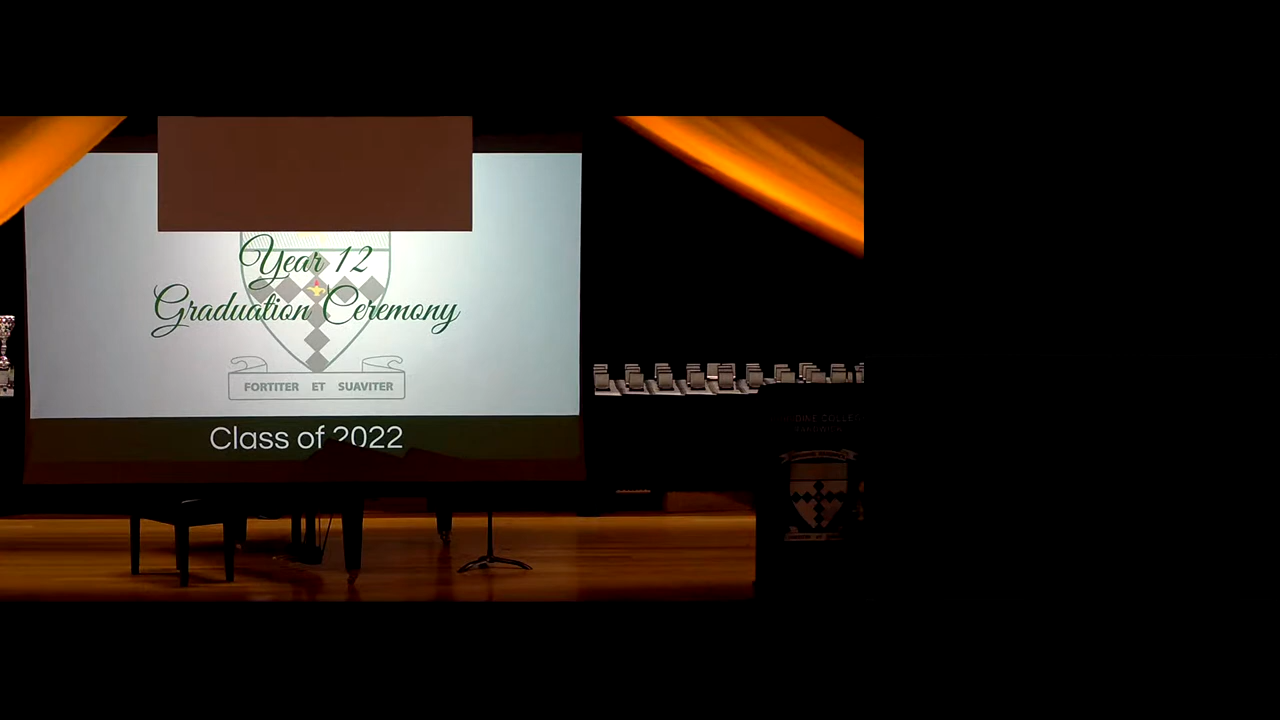 Year 12
Graduation Ceremony
FORTITER ET SUAVITER
Class of 2022